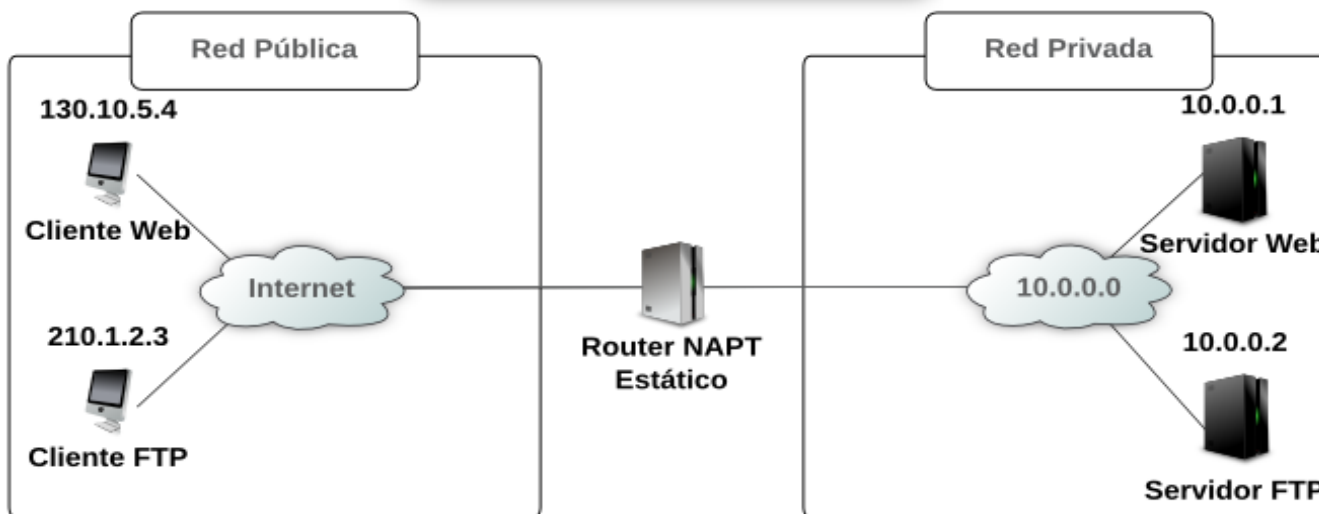 Red Pública
Red Privada
130.10.5.4
10.0.0.1
Cliente Web
Servidor Web
Internet
10.0.0.0
210.1.2.3
10.0.0.2
Router NAPT
Estático
Cliente FTP
Servidor FTP